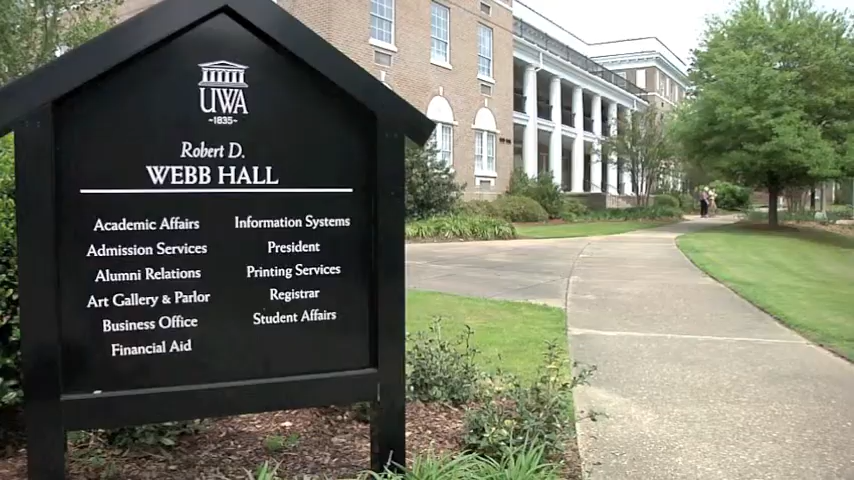 UWA
~1835~
Robert D.
WEBB HALL
Academic Affairs
Admission Services
Alumni Relations
Art Gallery & Parlor
Business Office
Financial Aid
Information Systems
President
Printing Services
Registrar
Student Affairs